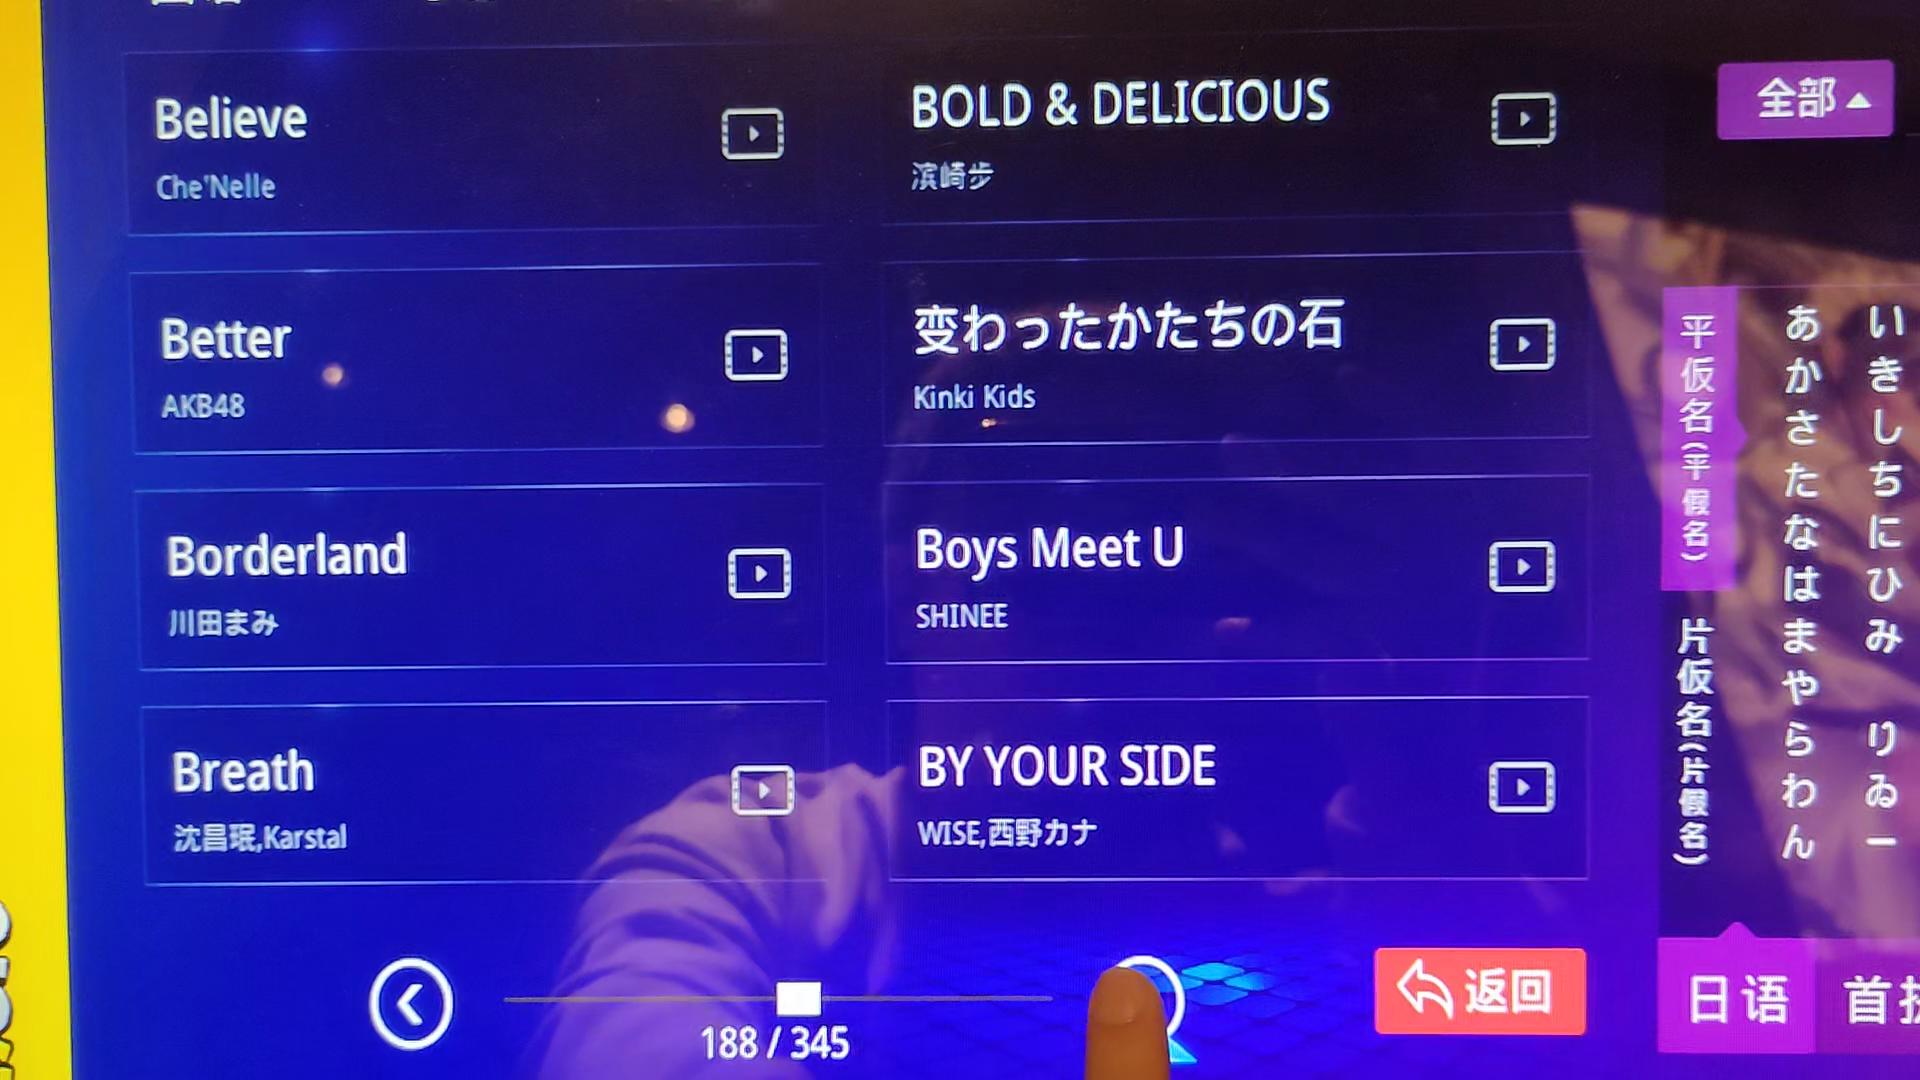 Believe
Che'Nelle
BOLD & DELICIOUS
滨崎步
Better
AKB48
変わったかたちの石
Kinki Kids
Borderland
川田まみ
Boys Meet U
SHINEE
Breath
沈昌珉,Karstal
BY YOUR SIDE
WISE,西野カナ
188 / 345
返回
全部
平仮名(平假名)
片仮名(片假名)
あかさたなはまやらわん
いきしちにひみ りゐー
日语
首